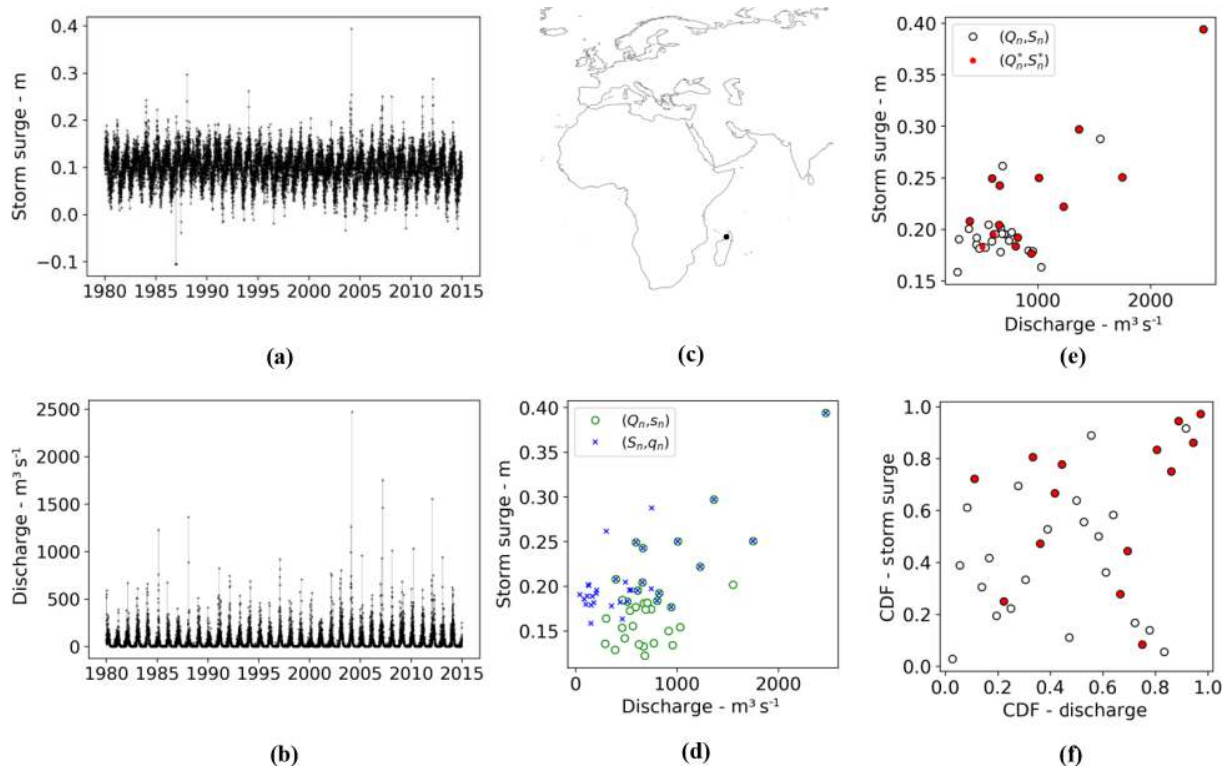 0.4
0.3
0.2
0.1
0.0
−0.1
Storm surge - m
1980 1985 1990 1995 2000 2005 2010 2015
(a)
(c)
0.40
0.35
0.30
0.25
0.20
0.15
Storm surge - m
(Qn,Sn)
(Q*n,S*n)
1000 2000
Discharge - m³ s⁻¹
(e)
2500
2000
1500
1000
500
0
Discharge - m³ s⁻¹
1980 1985 1990 1995 2000 2005 2010 2015
(b)
0.40
0.35
0.30
0.25
0.20
0.15
Storm surge - m
(Qn,sn)
(Sn,qn)
0 1000 2000
Discharge - m³ s⁻¹
(d)
1.0
0.8
0.6
0.4
0.2
0.0
CDF - storm surge
0.0 0.2 0.4 0.6 0.8 1.0
CDF - discharge
(f)